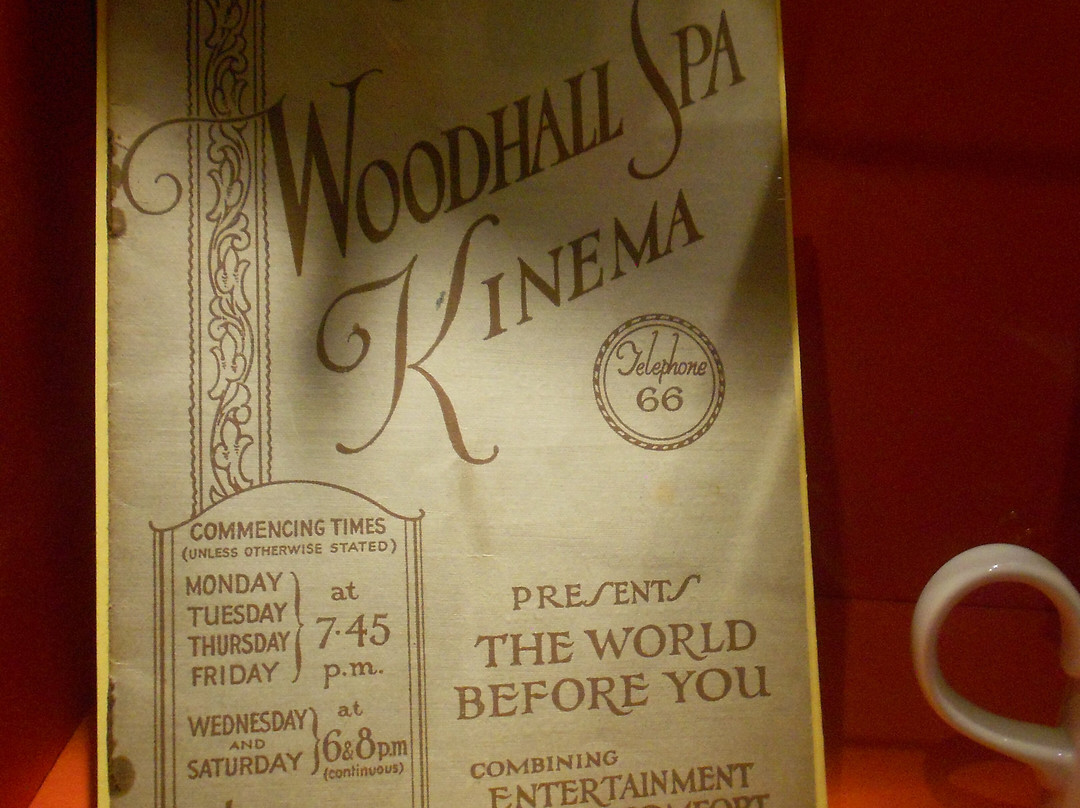 WOODHALL SPA
KINEMA
Telephone
66
COMMENCING TIMES
(UNLESS OTHERWISE STATED)
MONDAY
TUESDAY
THURSDAY
FRIDAY
at
7.45
p.m.
WEDNESDAY
AND
SATURDAY
at
6 & 8 p.m
(continuous)
PRESENTS
THE WORLD
BEFORE YOU
COMBINING
ENTERTAINMENT